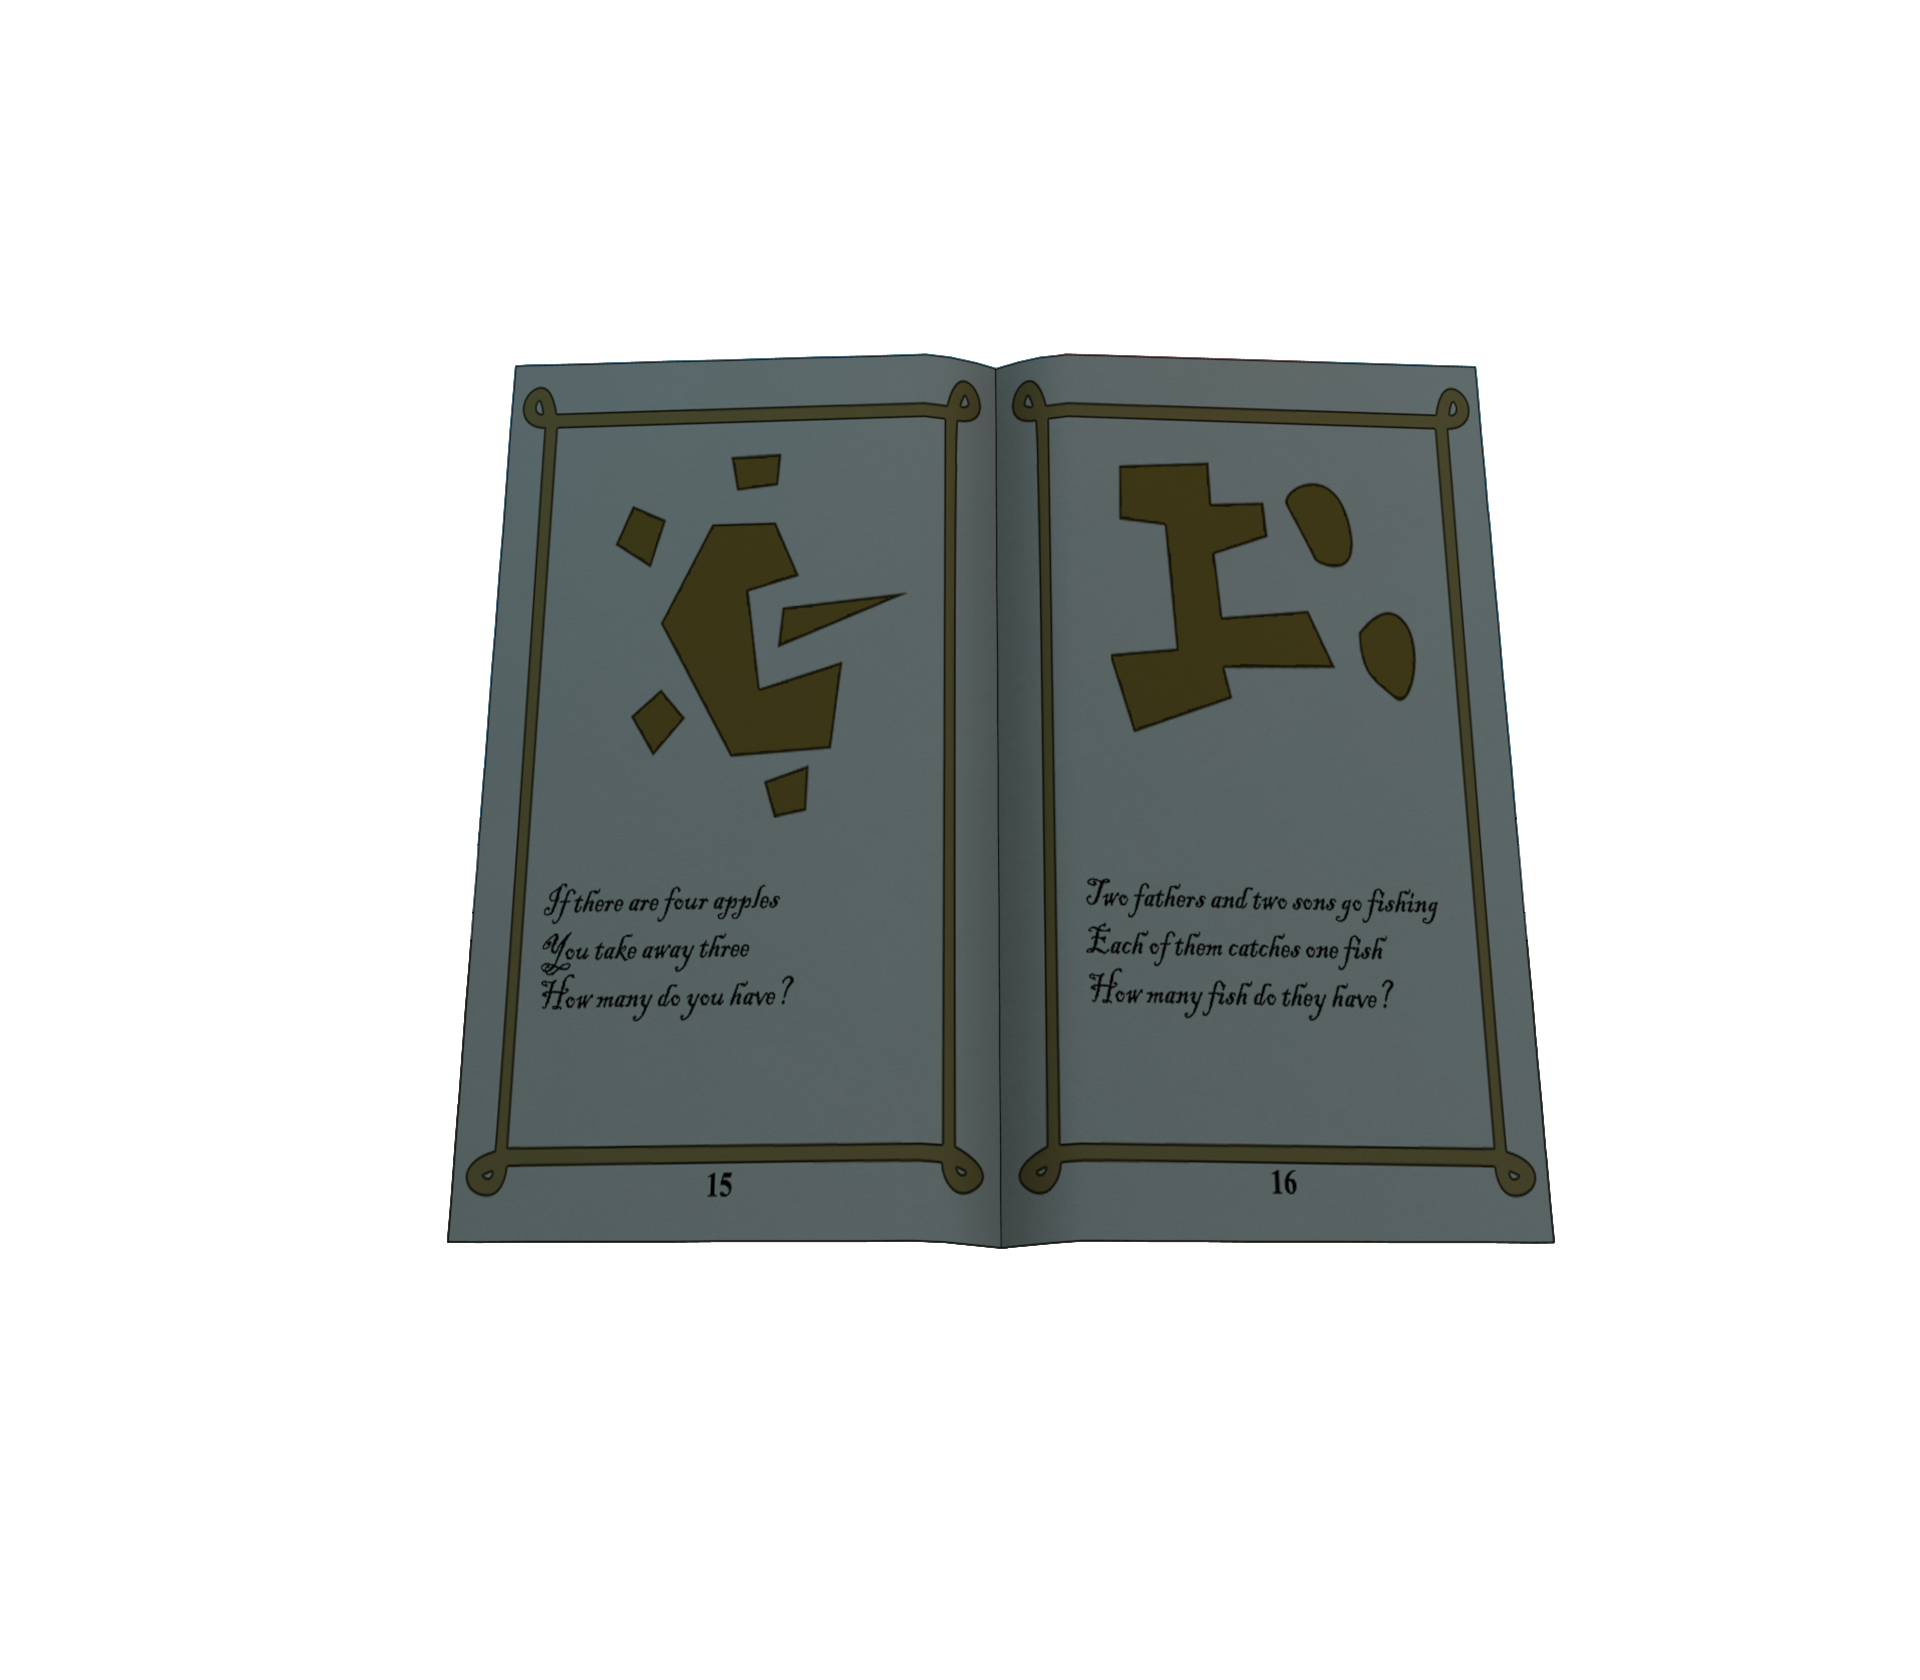 If there are four apples
You take away three
How many do you have?
15
Two fathers and two sons go fishing
Each of them catches one fish
How many fish do they have?
16